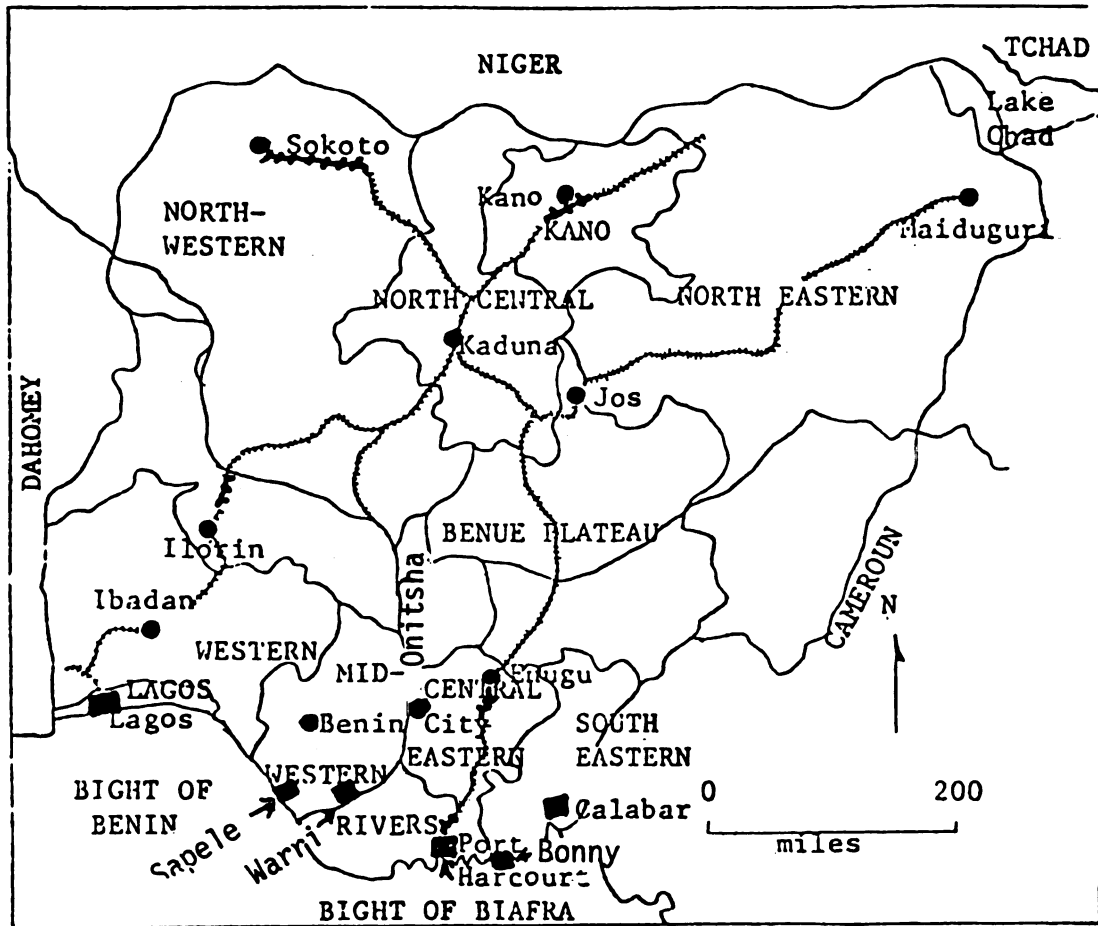 TCHAD
NIGER
Lake
Chad
Sokoto
Kano
KANO
NORTH-
WESTERN
Maiduguri
NORTH CENTRAL
NORTH EASTERN
Kaduna
Jos
DAHOMEY
BENUE PLATEAU
Ilorin
Onitsha
CAMEROUN
N
Ibadan
WESTERN
MID-
Enugu
CENTRAL
LAGOS
Lagos
Benin City
EASTERN
SOUTH
EASTERN
WESTERN
BIGHT OF
BENIN
Sapele
Warri
RIVERS
Calabar
0 200
miles
Port
Harcourt
Bonny
BIGHT OF BIAFRA